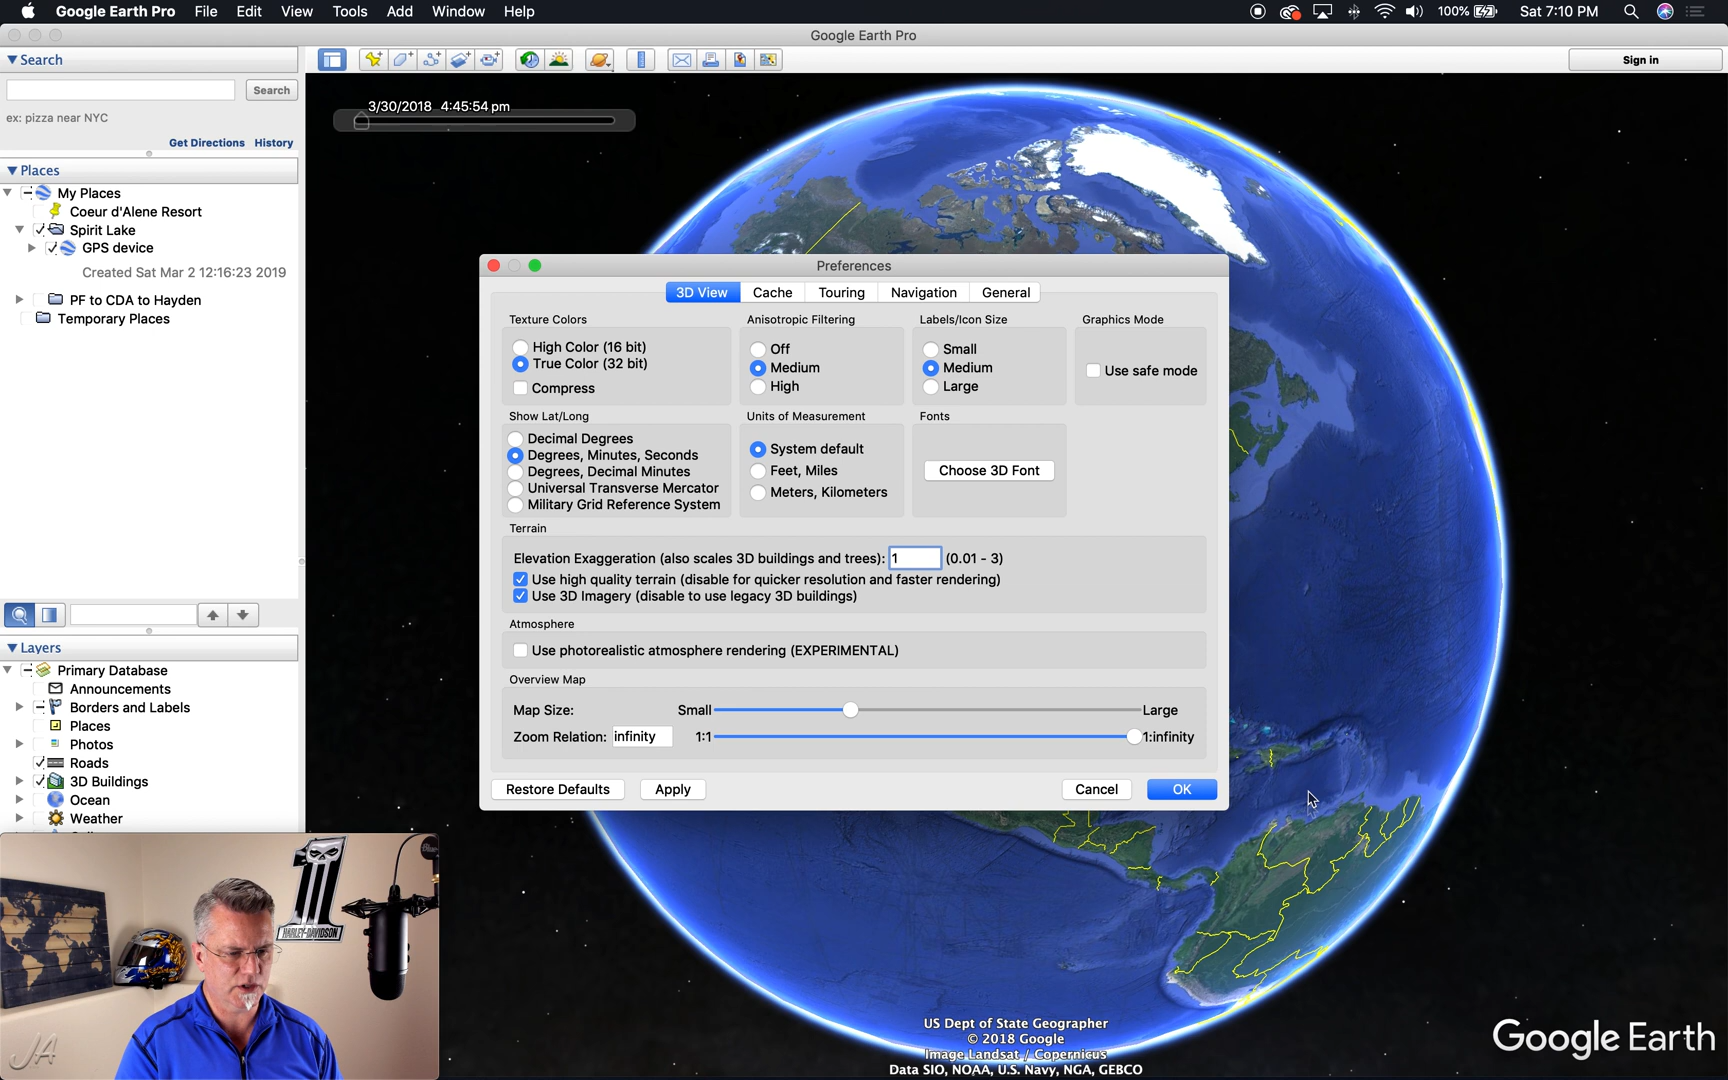 Google Earth Pro File Edit View Tools Add Window Help 100% Sat 7:10 PM
Google Earth Pro
Search
Search
ex: pizza near NYC
Get Directions History
Places
My Places
Coeur d'Alene Resort
Spirit Lake
GPS device
Created Sat Mar 2 12:16:23 2019
PF to CDA to Hayden
Temporary Places
Layers
Primary Database
Announcements
Borders and Labels
Places
Photos
Roads
3D Buildings
Ocean
Weather
Sign in
3/30/2018 4:45:54 pm
Preferences
3D View Cache Touring Navigation General
Texture Colors
High Color (16 bit)
True Color (32 bit)
Compress
Anisotropic Filtering
Off
Medium
High
Labels/Icon Size
Small
Medium
Large
Graphics Mode
Use safe mode
Show Lat/Long
Decimal Degrees
Degrees, Minutes, Seconds
Degrees, Decimal Minutes
Universal Transverse Mercator
Military Grid Reference System
Units of Measurement
System default
Feet, Miles
Meters, Kilometers
Fonts
Choose 3D Font
Terrain
Elevation Exaggeration (also scales 3D buildings and trees): 1 (0.01 - 3)
Use high quality terrain (disable for quicker resolution and faster rendering)
Use 3D Imagery (disable to use legacy 3D buildings)
Atmosphere
Use photorealistic atmosphere rendering (EXPERIMENTAL)
Overview Map
Map Size: Small Large
Zoom Relation: infinity 1:1 1:infinity
Restore Defaults Apply Cancel OK
HARLEY-DAVIDSON
JA
US Dept of State Geographer
© 2018 Google
Image Landsat / Copernicus
Data SIO, NOAA, U.S. Navy, NGA, GEBCO
Google Earth